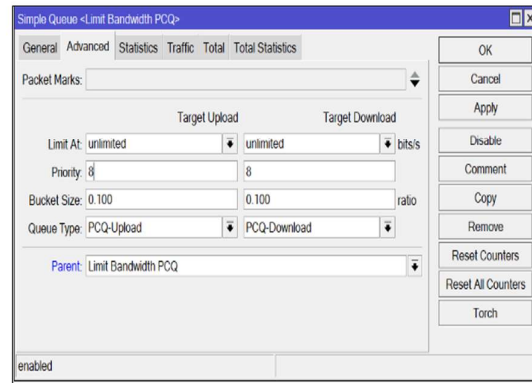 Simple Queue <Limit Bandwidth PCQ>
General Advanced Statistics Traffic Total Total Statistics
Packet Marks:
Target Upload Target Download
Limit At: unlimited unlimited bits/s
Priority: 8 8
Bucket Size: 0.100 0.100 ratio
Queue Type: PCQ-Upload PCQ-Download
Parent: Limit Bandwidth PCQ
enabled
OK
Cancel
Apply
Disable
Comment
Copy
Remove
Reset Counters
Reset All Counters
Torch